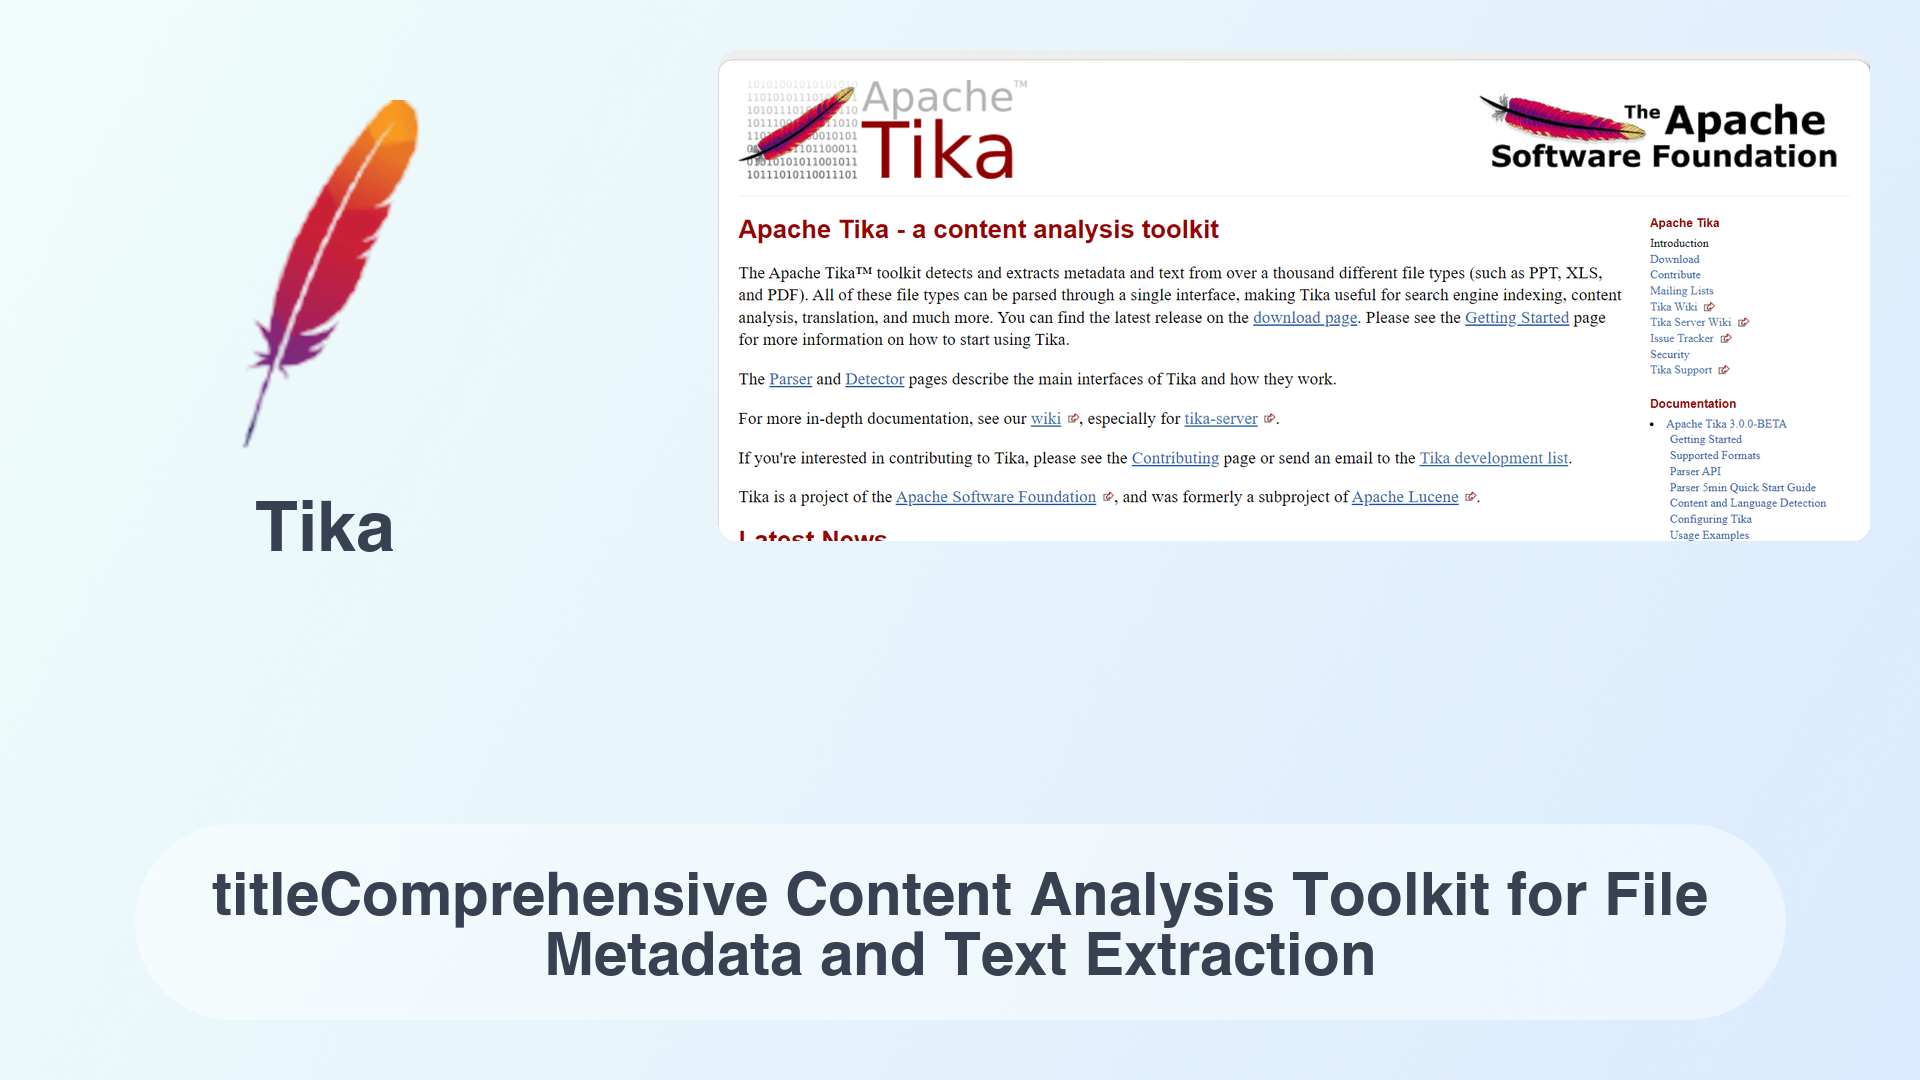 Tika
1010100101010101010
Apache™
Tika
The Apache
Software Foundation
Apache Tika - a content analysis toolkit
The Apache Tika™ toolkit detects and extracts metadata and text from over a thousand different file types (such as PPT, XLS,
and PDF). All of these file types can be parsed through a single interface, making Tika useful for search engine indexing, content
analysis, translation, and much more. You can find the latest release on the download page. Please see the Getting Started page
for more information on how to start using Tika.
The Parser and Detector pages describe the main interfaces of Tika and how they work.
For more in-depth documentation, see our wiki, especially for tika-server.
If you're interested in contributing to Tika, please see the Contributing page or send an email to the Tika development list.
Tika is a project of the Apache Software Foundation, and was formerly a subproject of Apache Lucene.
Latest News
Apache Tika
Introduction
Download
Contribute
Mailing Lists
Tika Wiki
Tika Server Wiki
Issue Tracker
Security
Tika Support
Documentation
Apache Tika 3.0.0-BETA
Getting Started
Supported Formats
Parser API
Parser 5min Quick Start Guide
Content and Language Detection
Configuring Tika
Usage Examples
titleComprehensive Content Analysis Toolkit for File
Metadata and Text Extraction